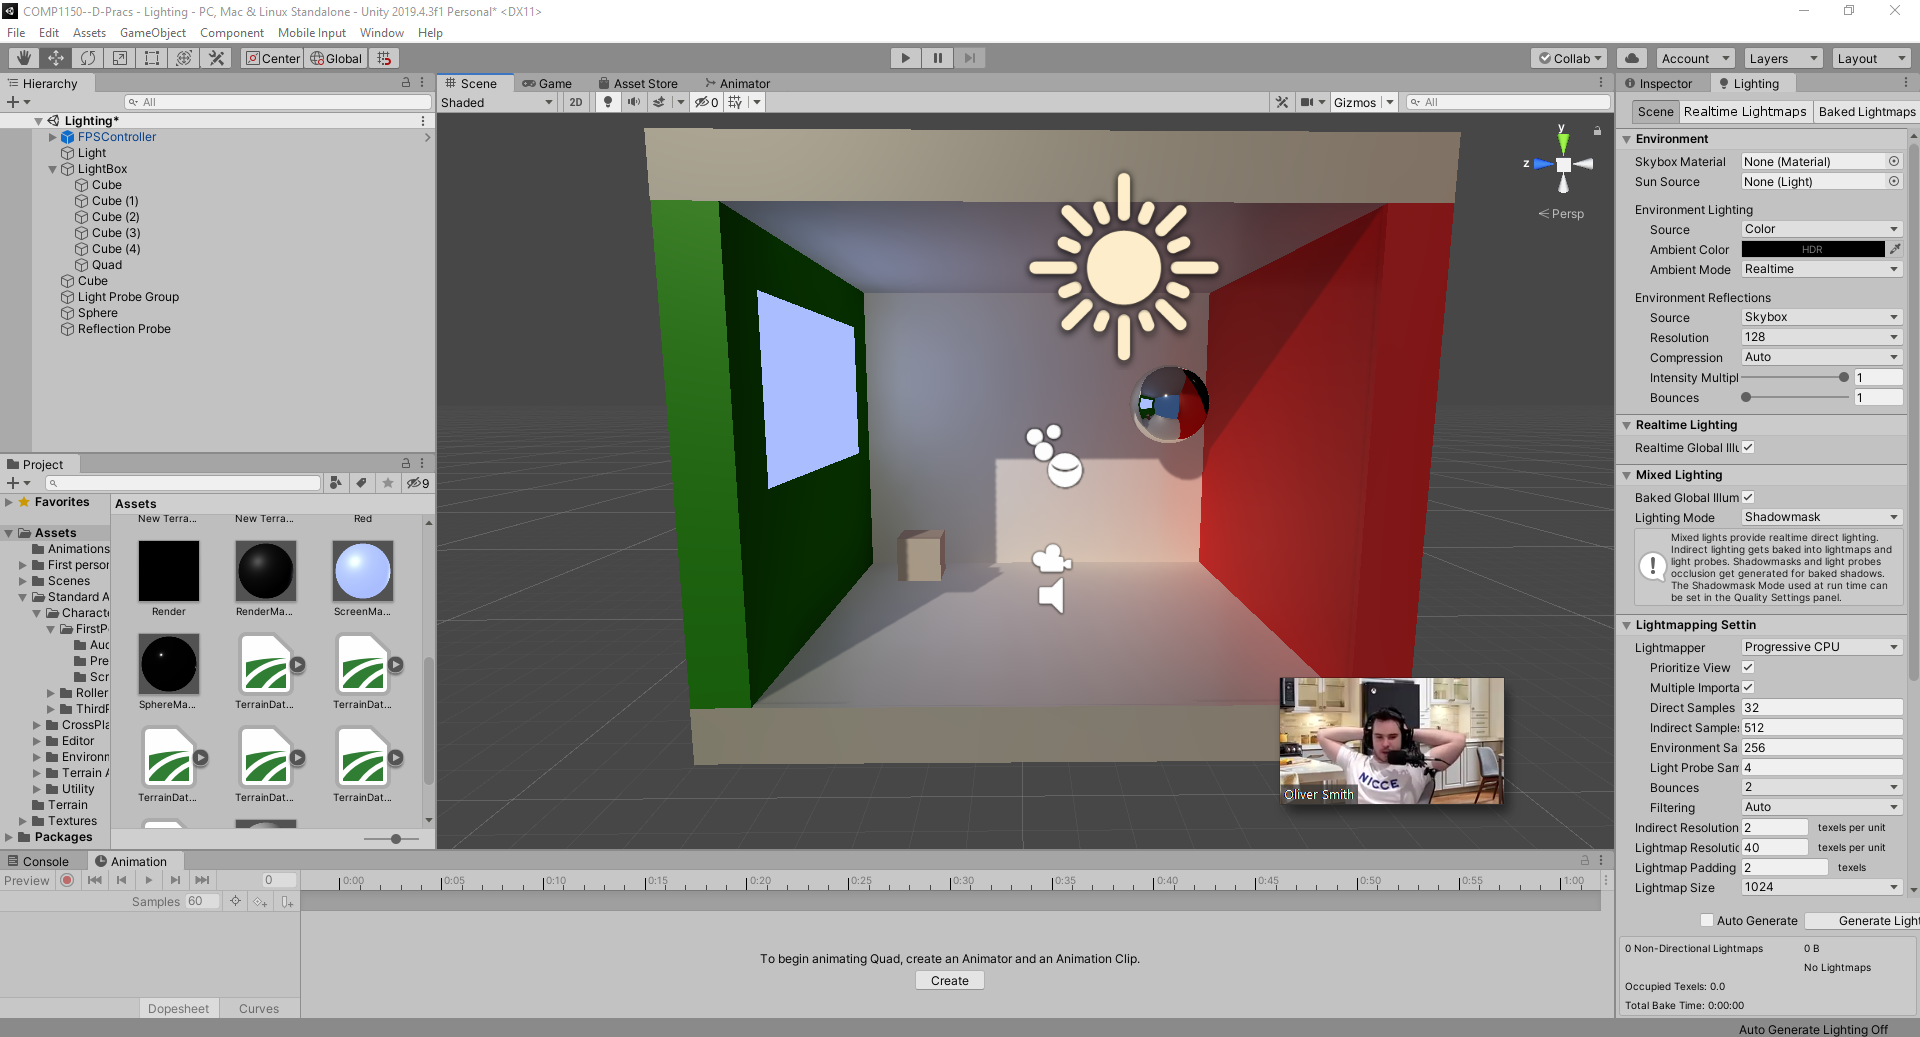 COMP1150--D-Pracs - Lighting - PC, Mac & Linux Standalone - Unity 2019.4.3f1 Personal* <DX11>
File Edit Assets GameObject Component Mobile Input Window Help
Center Global Collab Account Layers Layout
Hierarchy
All
Lighting*
FPSController
Light
LightBox
Cube
Cube (1)
Cube (2)
Cube (3)
Cube (4)
Quad
Cube
Light Probe Group
Sphere
Reflection Probe
Scene Game Asset Store Animator
Shaded 2D 0 Gizmos All
y
z
Persp
NICCE
Oliver Smith
Inspector Lighting
Scene Realtime Lightmaps Baked Lightmaps
Environment
Skybox Material None (Material)
Sun Source None (Light)
Environment Lighting
Source Color
Ambient Color HDR
Ambient Mode Realtime
Environment Reflections
Source Skybox
Resolution 128
Compression Auto
Intensity Multipl 1
Bounces 1
Realtime Lighting
Realtime Global Illu
Mixed Lighting
Baked Global Illum
Lighting Mode Shadowmask
Mixed lights provide realtime direct lighting.
Indirect lighting gets baked into lightmaps and
light probes. Shadowmasks and light probes
occlusion get generated for baked shadows.
The Shadowmask Mode used at run time can
be set in the Quality Settings panel.
Lightmapping Settin
Lightmapper Progressive CPU
Prioritize View
Multiple Importa
Direct Samples 32
Indirect Sample 512
Environment Sa 256
Light Probe Sam 4
Bounces 2
Filtering Auto
Indirect Resolution 2 texels per unit
Lightmap Resolutio 40 texels per unit
Lightmap Padding 2 texels
Lightmap Size 1024
Auto Generate Generate Light
0 Non-Directional Lightmaps 0 B
No Lightmaps
Occupied Texels: 0.0
Total Bake Time: 0:00:00
Auto Generate Lighting Off
Project
9
Favorites
Assets
Animations
First person
Scenes
Standard A
Characte
FirstP
Aud
Pre
Scr
Roller
ThirdP
CrossPla
Editor
Environm
Terrain A
Utility
Terrain
Textures
Packages
Assets
New Terra... New Terra... Red
Render RenderMa... ScreenMa...
SphereMa... TerrainDat... TerrainDat...
TerrainDat... TerrainDat... TerrainDat...
Console Animation
Preview 0 0:00 0:05 0:10 0:15 0:20 0:25 0:30 0:35 0:40 0:45 0:50 0:55 1:00
Samples 60
To begin animating Quad, create an Animator and an Animation Clip.
Create
Dopesheet Curves